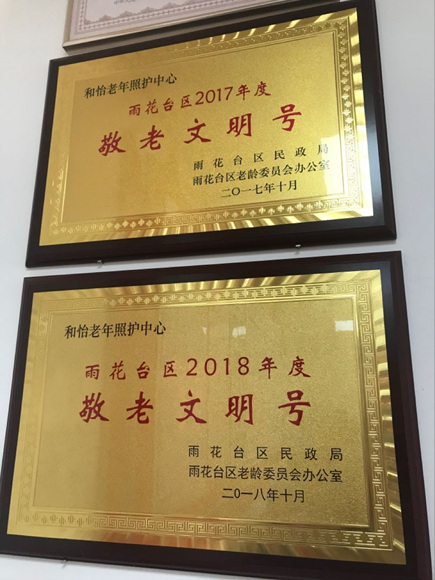 和怡老年照护中心
雨花台区2017年度
敬老文明号
雨花台区民政局
雨花台区老龄委员会办公室
二〇一七年十月
和怡老年照护中心
雨花台区2018年度
敬老文明号
雨花台区民政局
雨花台区老龄委员会办公室
二0一八年十月